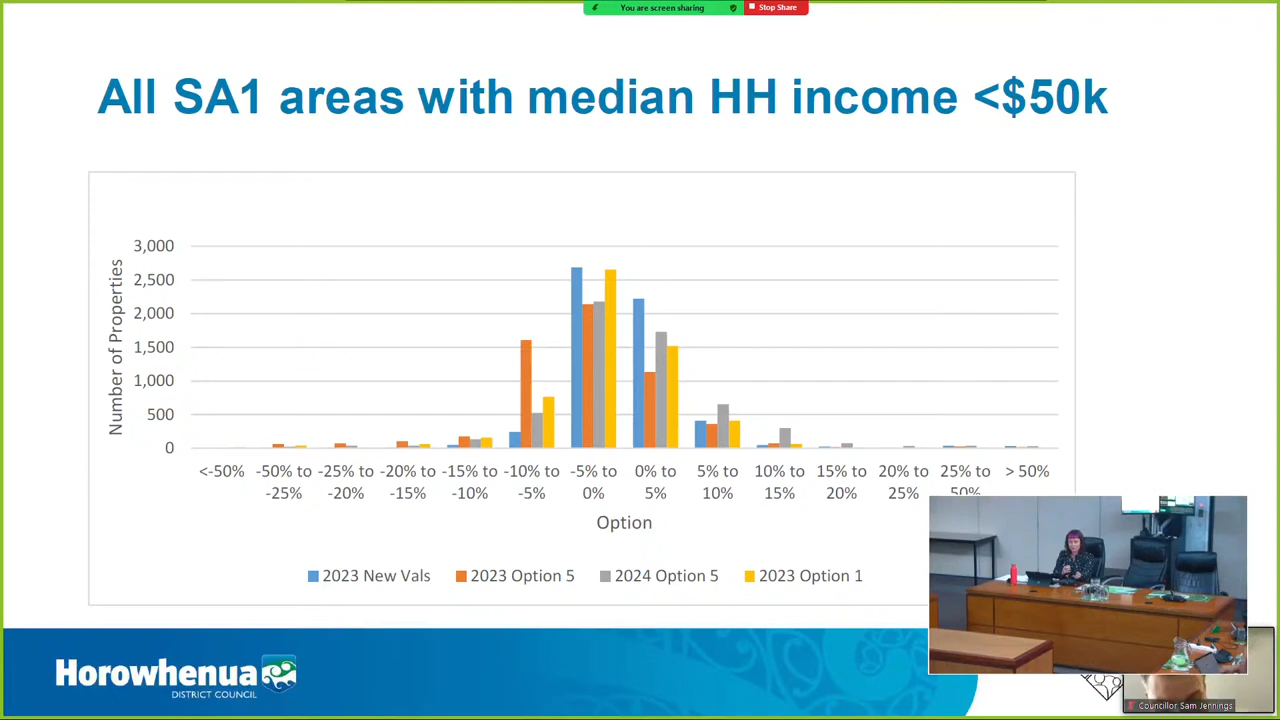 You are screen sharing
Stop Share
All SA1 areas with median HH income <$50k
3,000
2,500
2,000
1,500
1,000
500
0
Number of Properties
<-50% -50% to -25% to -20% to -15% to -10% to -5% to 0% to 5% to 10% to 15% to 20% to 25% to > 50%
-25% -20% -15% -10% -5% 0% 5% 10% 15% 20% 25% 50%
Option
2023 New Vals 2023 Option 5 2024 Option 5 2023 Option 1
Horowhenua
DISTRICT COUNCIL
Councillor Sam Jennings